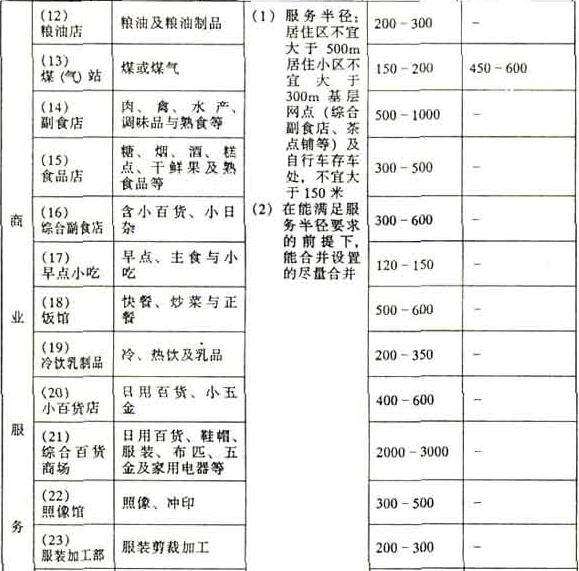 商业服务
(12)
粮油店
粮油及粮油制品
200-300
-
(13)
煤(气)站
煤或煤气
150-200
450-600
(14)
副食店
肉、禽、水产、
调味品与熟食等
500-1000
-
(15)
食品店
糖、烟、酒、糕
点、干鲜果及熟
食品等
300-500
-
(16)
综合副食店
含小百货、小日
杂
300-600
-
(17)
早点小吃
早点、主食与小
吃
120-150
-
(18)
饭馆
快餐、炒菜与正
餐
500-600
-
(19)
冷饮乳制品
冷、热饮及乳品
200-350
-
(20)
小百货店
日用百货、小五
金
400-600
-
(21)
综合百货
商场
日用百货、鞋帽、
服装、布匹、五
金及家用电器等
2000-3000
-
(22)
照像馆
照像、冲印
300-500
-
(23)
服装加工部
服装剪裁加工
200-300
-
(1) 服务半径:
居住区不宜
大于500m
居住小区不
宜大于
300m基层
网点(综合
副食店、茶
点铺等)及
自行车存车
处,不宜大
于150米
(2) 在能满足服
务半径要求
的前提下,
能合并设置
的尽量合并